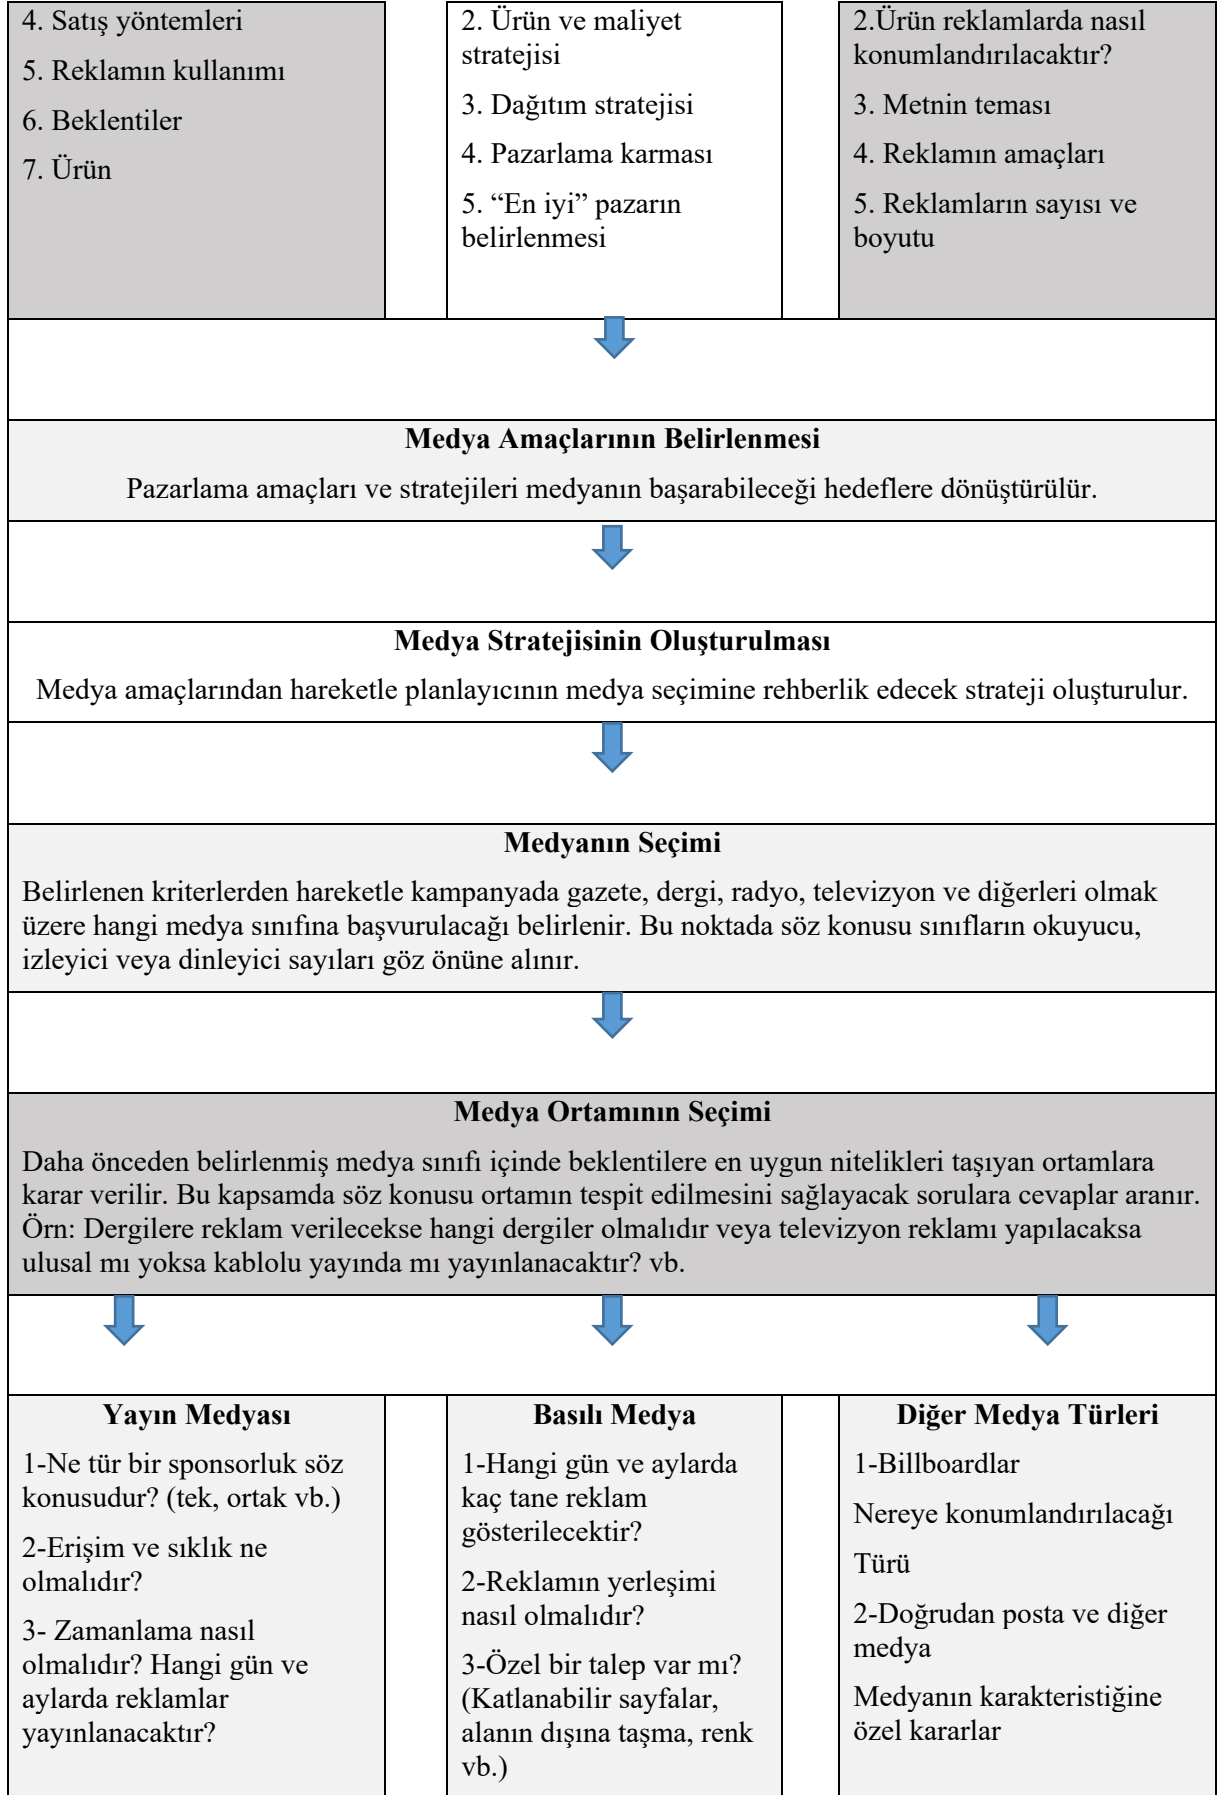 4. Satış yöntemleri
5. Reklamın kullanımı
6. Beklentiler
7. Ürün
2. Ürün ve maliyet
stratejisi
3. Dağıtım stratejisi
4. Pazarlama karması
5. “En iyi” pazarın
belirlenmesi
2.Ürün reklamlarda nasıl
konumlandırılacaktır?
3. Metnin teması
4. Reklamın amaçları
5. Reklamların sayısı ve
boyutu
Medya Amaçlarının Belirlenmesi
Pazarlama amaçları ve stratejileri medyanın başarabileceği hedeflere dönüştürülür.
Medya Stratejisinin Oluşturulması
Medya amaçlarından hareketle planlayıcının medya seçimine rehberlik edecek strateji oluşturulur.
Medyanın Seçimi
Belirlenen kriterlerden hareketle kampanyada gazete, dergi, radyo, televizyon ve diğerleri olmak
üzere hangi medya sınıfına başvurulacağı belirlenir. Bu noktada söz konusu sınıfların okuyucu,
izleyici veya dinleyici sayıları göz önüne alınır.
Medya Ortamının Seçimi
Daha önceden belirlenmiş medya sınıfı içinde beklentilere en uygun nitelikleri taşıyan ortamlara
karar verilir. Bu kapsamda söz konusu ortamın tespit edilmesini sağlayacak sorulara cevaplar aranır.
Örn: Dergilere reklam verilecekse hangi dergiler olmalıdır veya televizyon reklamı yapılacaksa
ulusal mı yoksa kablolu yayında mı yayınlanacaktır? vb.
Yayın Medyası
1-Ne tür bir sponsorluk söz
konusudur? (tek, ortak vb.)
2-Erişim ve sıklık ne
olmalıdır?
3- Zamanlama nasıl
olmalıdır? Hangi gün ve
aylarda reklamlar
yayınlanacaktır?
Basılı Medya
1-Hangi gün ve aylarda
kaç tane reklam
gösterilecektir?
2-Reklamın yerleşimi
nasıl olmalıdır?
3-Özel bir talep var mı?
(Katlanabilir sayfalar,
alanın dışına taşma, renk
vb.)
Diğer Medya Türleri
1-Billboardlar
Nereye konumlandırılacağı
Türü
2-Doğrudan posta ve diğer
medya
Medyanın karakteristiğine
özel kararlar